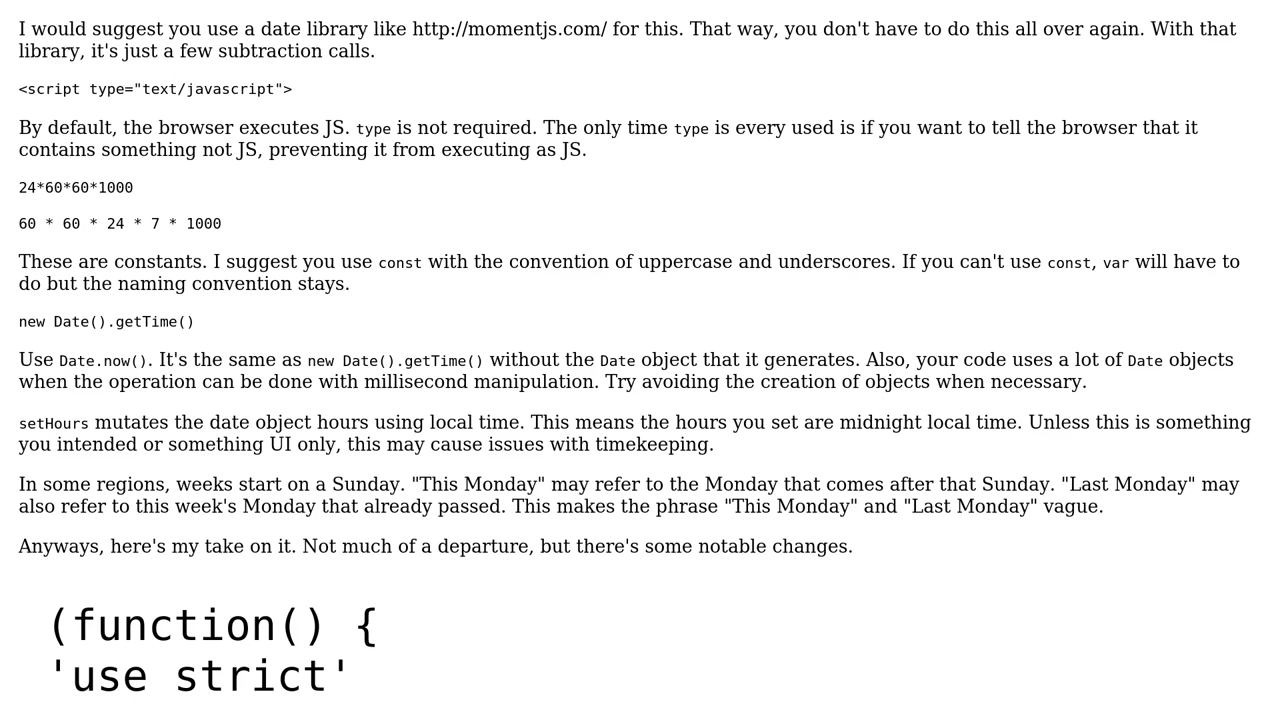 I would suggest you use a date library like http://momentjs.com/ for this. That way, you don't have to do this all over again. With that
library, it's just a few subtraction calls.
<script type="text/javascript">
By default, the browser executes JS. type is not required. The only time type is every used is if you want to tell the browser that it
contains something not JS, preventing it from executing as JS.
24*60*60*1000
60 * 60 * 24 * 7 * 1000
These are constants. I suggest you use const with the convention of uppercase and underscores. If you can't use const, var will have to
do but the naming convention stays.
new Date().getTime()
Use Date.now(). It's the same as new Date().getTime() without the Date object that it generates. Also, your code uses a lot of Date objects
when the operation can be done with millisecond manipulation. Try avoiding the creation of objects when necessary.
setHours mutates the date object hours using local time. This means the hours you set are midnight local time. Unless this is something
you intended or something UI only, this may cause issues with timekeeping.
In some regions, weeks start on a Sunday. "This Monday" may refer to the Monday that comes after that Sunday. "Last Monday" may
also refer to this week's Monday that already passed. This makes the phrase "This Monday" and "Last Monday" vague.
Anyways, here's my take on it. Not much of a departure, but there's some notable changes.
(function() {
'use strict'